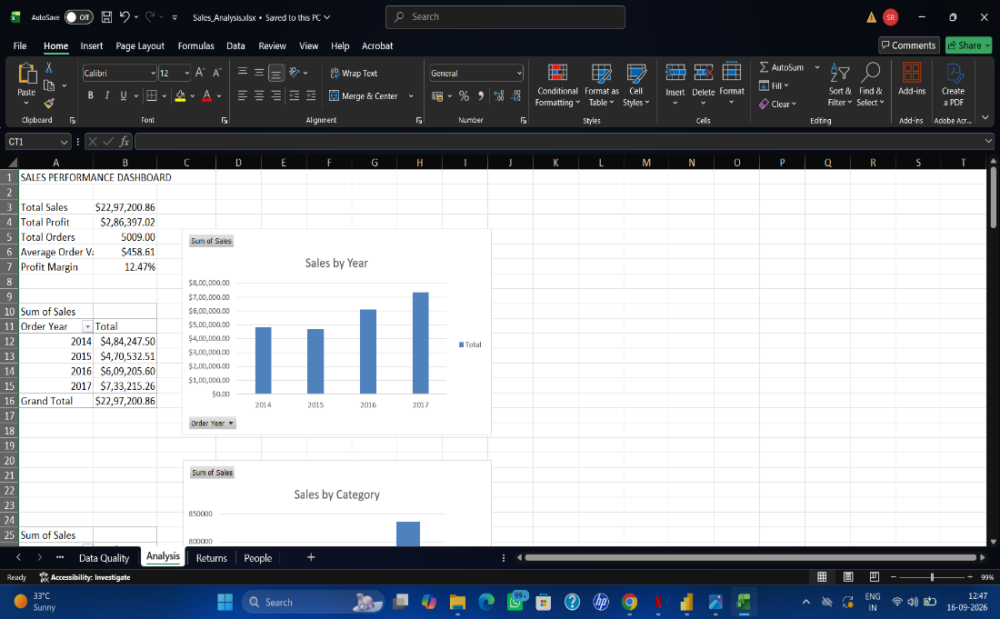 AutoSave Off Sales_Analysis.xlsx • Saved to this PC Search SR
File Home Insert Page Layout Formulas Data Review View Help Acrobat Comments Share
Paste
Clipboard
Calibri 12
B I U A
Font
Wrap Text
Merge & Center
Alignment
General
%
Number
Conditional Formatting
Format as Table
Cell Styles
Styles
Insert Delete Format
Cells
AutoSum
Fill
Clear
Sort & Filter
Find & Select
Editing
Add-ins
Add-ins
Create a PDF
Adobe Acr...
CT1 fx
A B C D E F G H I J K L M N O P Q R S T
1 SALES PERFORMANCE DASHBOARD
2
3 Total Sales $22,97,200.86
4 Total Profit $2,86,397.02
5 Total Orders 5009.00
6 Average Order Va $458.61
7 Profit Margin 12.47%
8
9
10 Sum of Sales
11 Order Year Total
12 2014 $4,84,247.50
13 2015 $4,70,532.51
14 2016 $6,09,205.60
15 2017 $7,33,215.26
16 Grand Total $22,97,200.86
17
18
19
20
21
22
23
24
25 Sum of Sales
Sum of Sales
Sales by Year
$8,00,000.00
$7,00,000.00
$6,00,000.00
$5,00,000.00
$4,00,000.00
$3,00,000.00
$2,00,000.00
$1,00,000.00
$0.00
2014 2015 2016 2017
Total
Order Year
Sum of Sales
Sales by Category
850000
800000
Data Quality Analysis Returns People
Ready Accessibility: Investigate 99%
33°C
Sunny
Search
99+
ENG
IN
12:47
16-09-2026